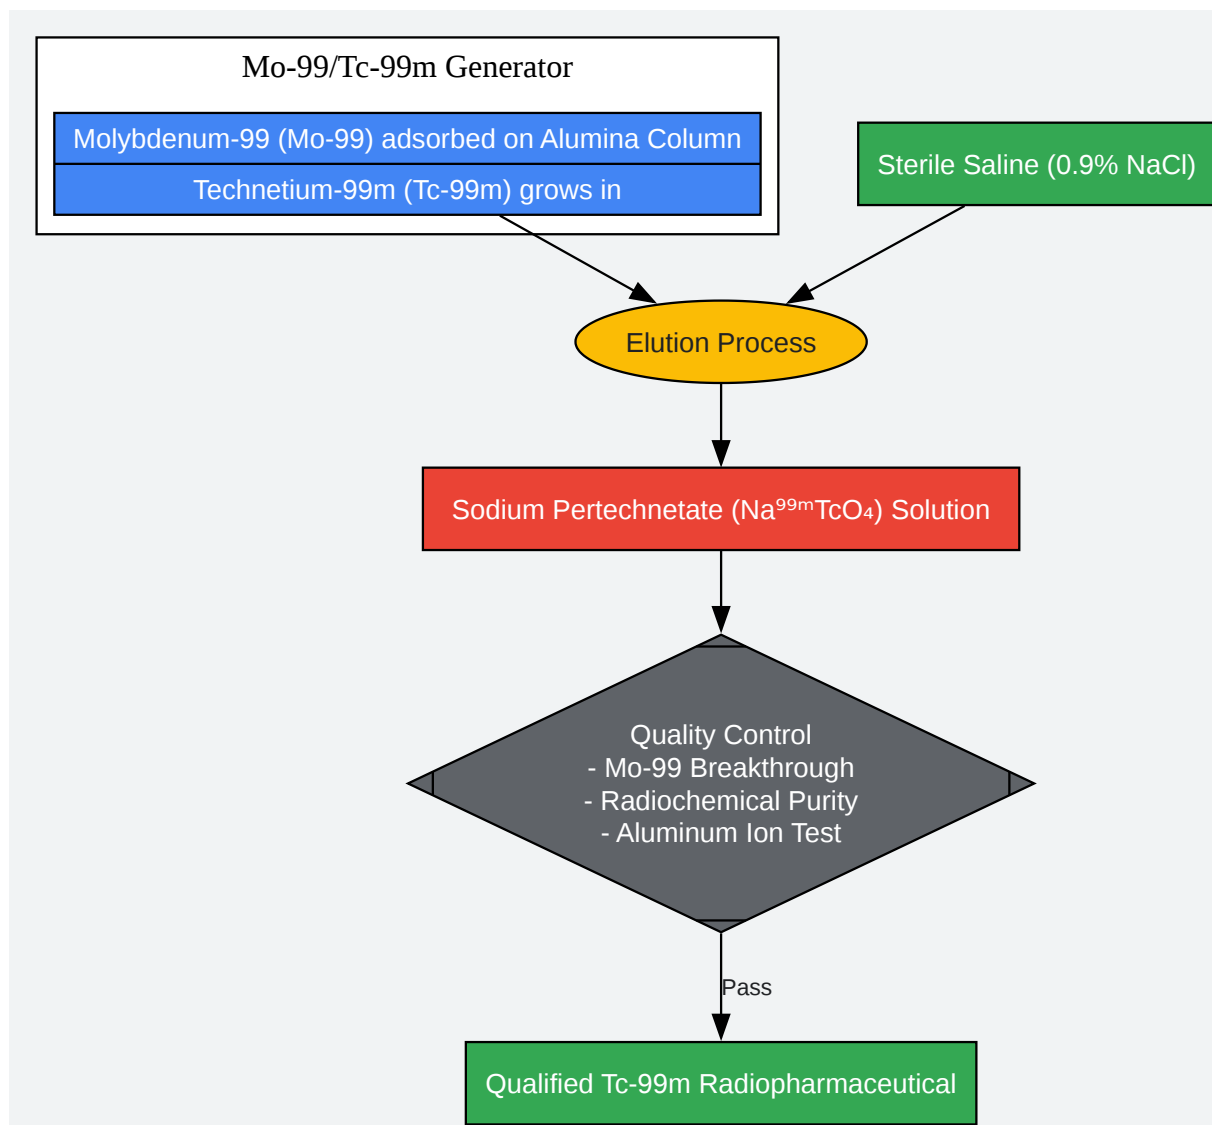 Mo-99/Tc-99m Generator
Molybdenum-99 (Mo-99) adsorbed on Alumina Column
Technetium-99m (Tc-99m) grows in
Sterile Saline (0.9% NaCl)
Elution Process
Sodium Pertechnetate (Na⁹⁹ᵐTcO₄) Solution
Quality Control
- Mo-99 Breakthrough
- Radiochemical Purity
- Aluminum Ion Test
Pass
Qualified Tc-99m Radiopharmaceutical